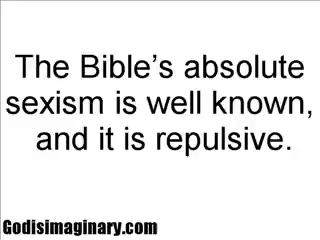 The Bible's absolute
sexism is well known,
and it is repulsive.
Godisimaginary.com